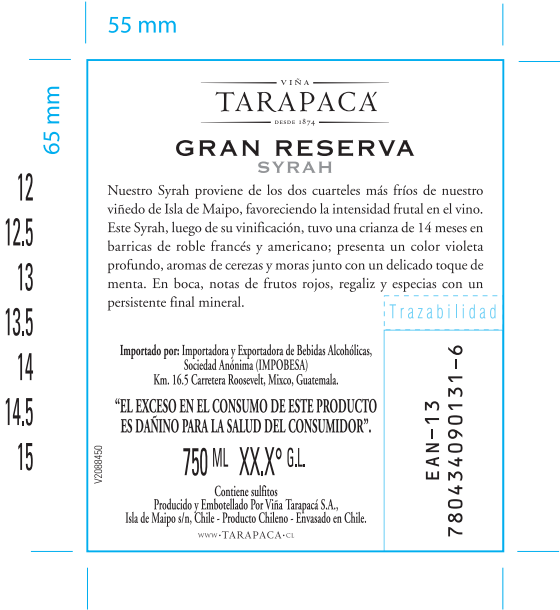 55 mm
65 mm
12
12.5
13
13.5
14
14.5
15
VIÑA
TARAPACÁ
DESDE 1874
GRAN RESERVA
SYRAH
Nuestro Syrah proviene de los dos cuarteles más fríos de nuestro
viñedo de Isla de Maipo, favoreciendo la intensidad frutal en el vino.
Este Syrah, luego de su vinificación, tuvo una crianza de 14 meses en
barricas de roble francés y americano; presenta un color violeta
profundo, aromas de cerezas y moras junto con un delicado toque de
menta. En boca, notas de frutos rojos, regaliz y especias con un
persistente final mineral.
Trazabilidad
Importado por: Importadora y Exportadora de Bebidas Alcohólicas,
Sociedad Anónima (IMPOBESA)
Km. 16.5 Carretera Roosevelt, Mixco, Guatemala.
“EL EXCESO EN EL CONSUMO DE ESTE PRODUCTO
ES DAÑINO PARA LA SALUD DEL CONSUMIDOR”.
750 ML XX.X° G.L.
Contiene sulfitos
Producido y Embotellado Por Viña Tarapacá S.A.,
Isla de Maipo s/n, Chile - Producto Chileno - Envasado en Chile.
WWW•TARAPACA•CL
V2088450
EAN-13
780434090131-6